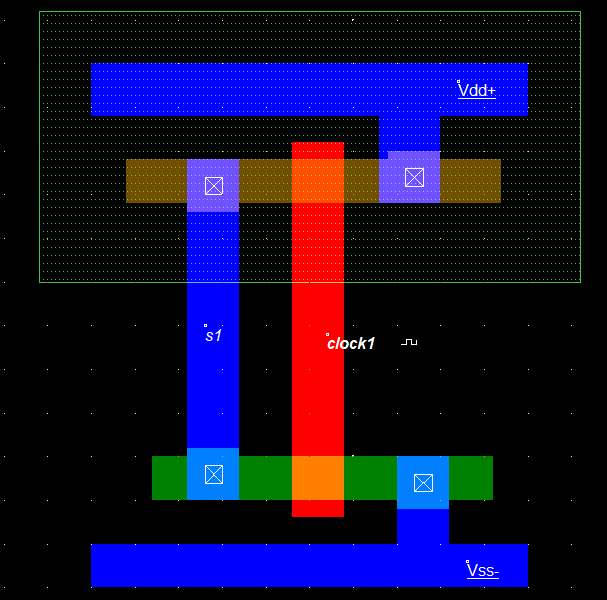 Vdd+
s1
clock1
Vss-